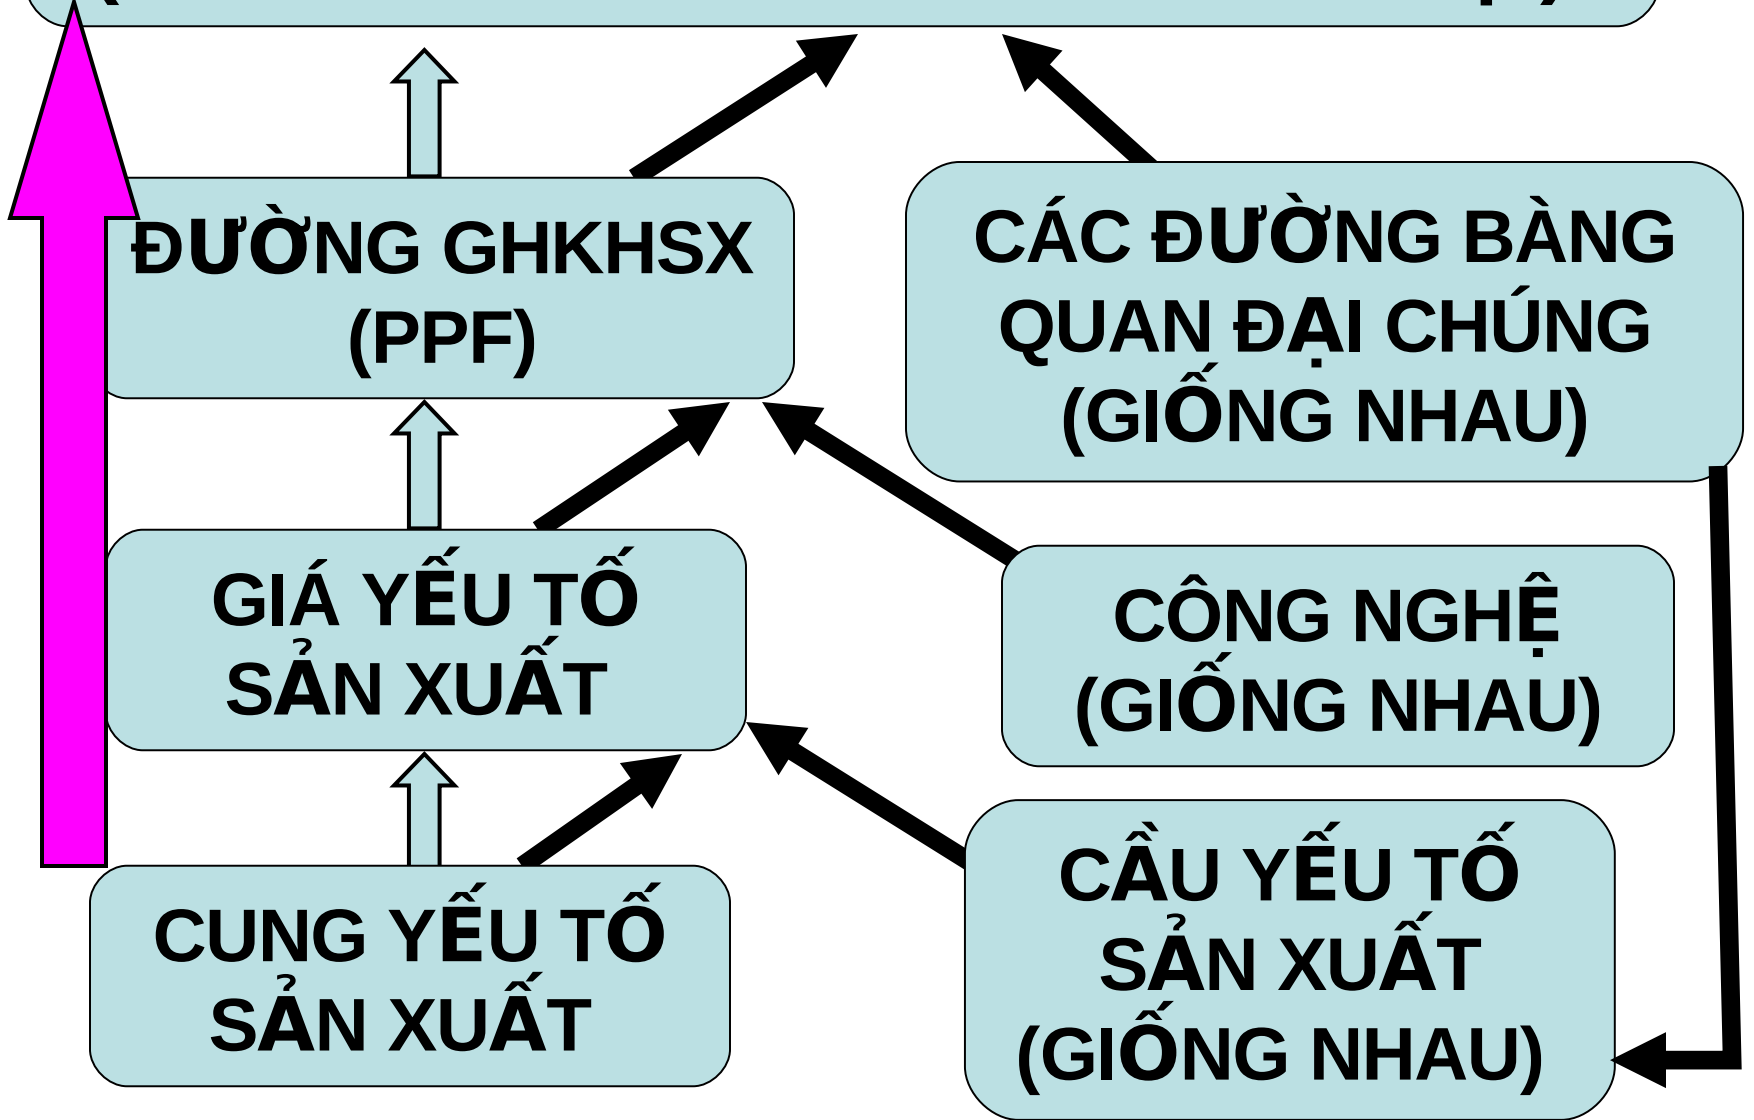 ĐƯỜNG GHKHSX
(PPF)
CÁC ĐƯỜNG BÀNG
QUAN ĐẠI CHÚNG
(GIỐNG NHAU)
GIÁ YẾU TỐ
SẢN XUẤT
CÔNG NGHỆ
(GIỐNG NHAU)
CUNG YẾU TỐ
SẢN XUẤT
CẦU YẾU TỐ
SẢN XUẤT
(GIỐNG NHAU)